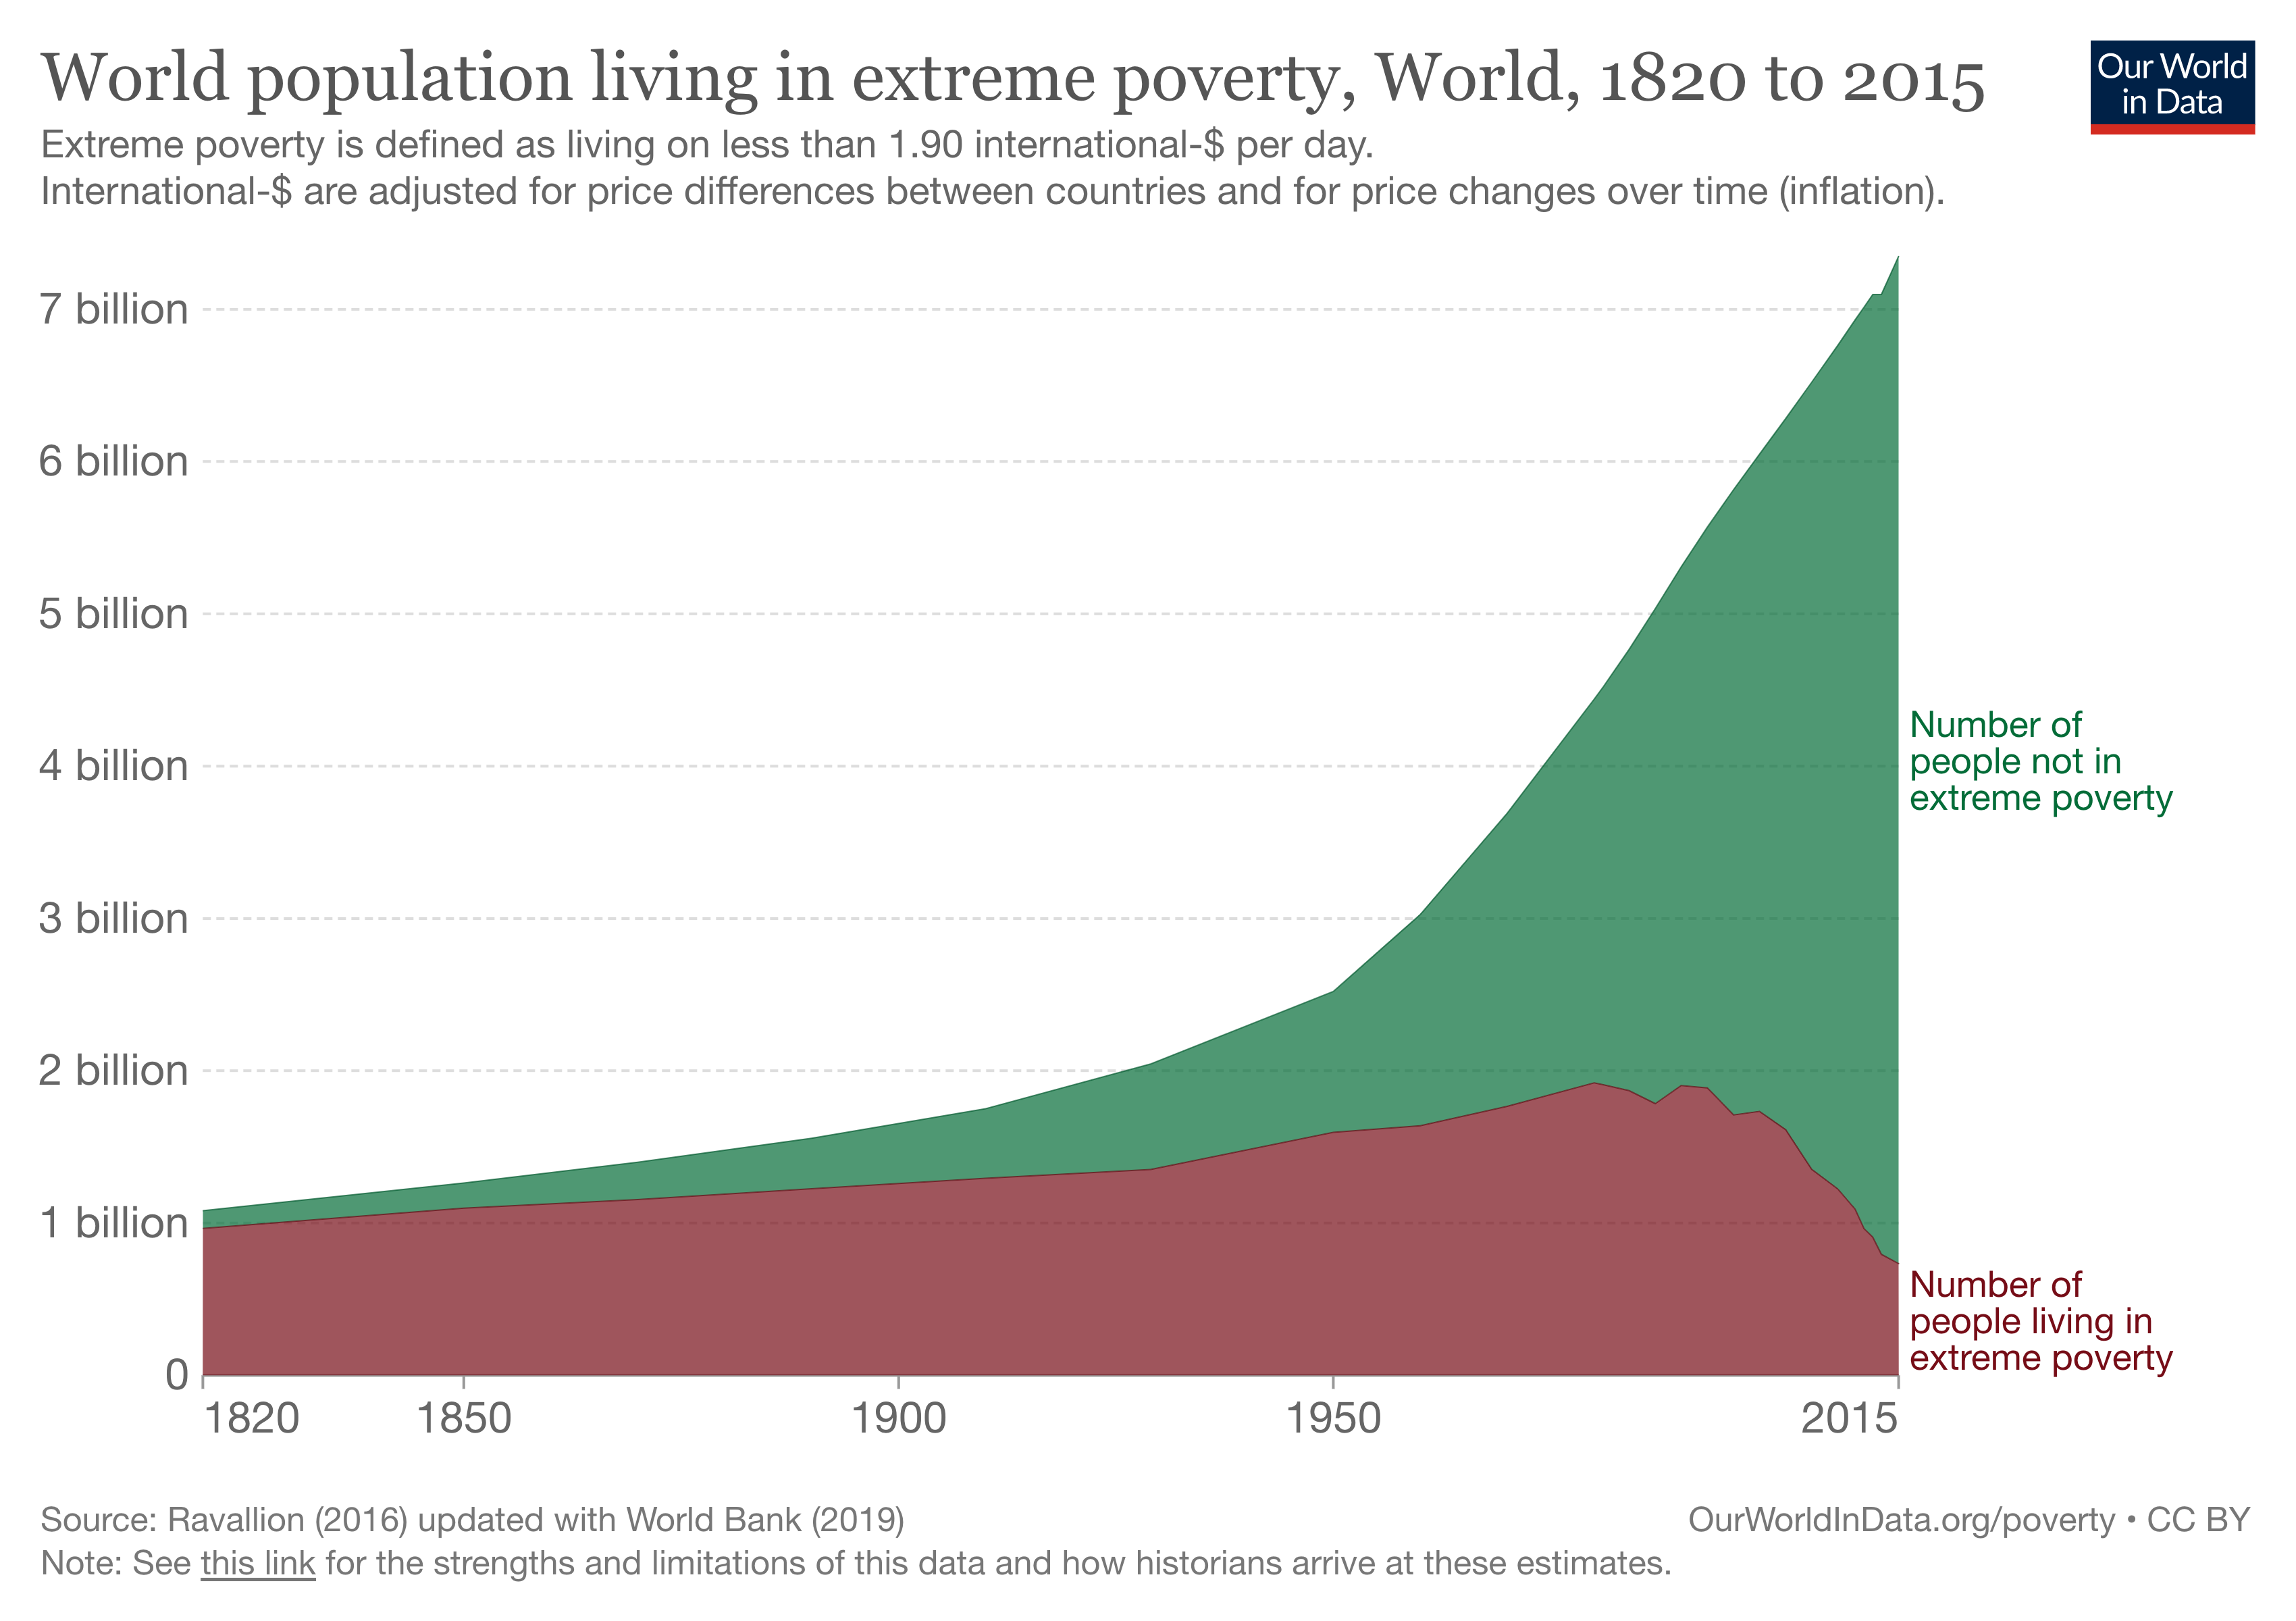 World population living in extreme poverty, World, 1820 to 2015
Our World
in Data
Extreme poverty is defined as living on less than 1.90 international-$ per day.
International-$ are adjusted for price differences between countries and for price changes over time (inflation).
7 billion
6 billion
5 billion
4 billion
3 billion
2 billion
1 billion
0
Number of
people not in
extreme poverty
Number of
people living in
extreme poverty
1820
1850
1900
1950
2015
Source: Ravallion (2016) updated with World Bank (2019)
OurWorldInData.org/poverty • CC BY
Note: See this link for the strengths and limitations of this data and how historians arrive at these estimates.